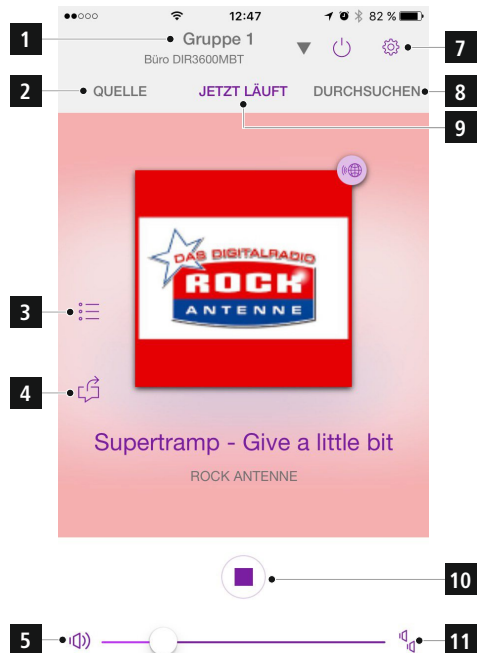 12:47 82 %
1 Gruppe 1 7
Büro DIR3600MBT
2 QUELLE JETZT LÄUFT DURCHSUCHEN 8
9
DAS DIGITALRADIO
ROCK
ANTENNE
3
4
Supertramp - Give a little bit
ROCK ANTENNE
10
5 11